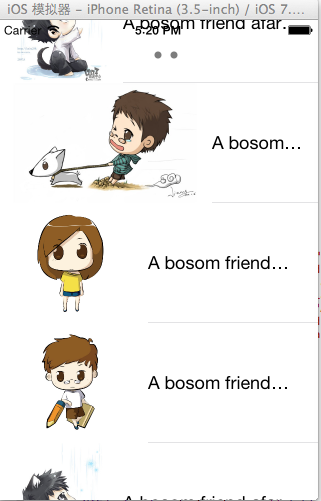 iOS 模拟器 - iPhone Retina (3.5-inch) / iOS 7....
A bosom friend afar...
Carrier
5:20 PM
A bosom...
A bosom friend...
A bosom friend...
A bosom friend afar...